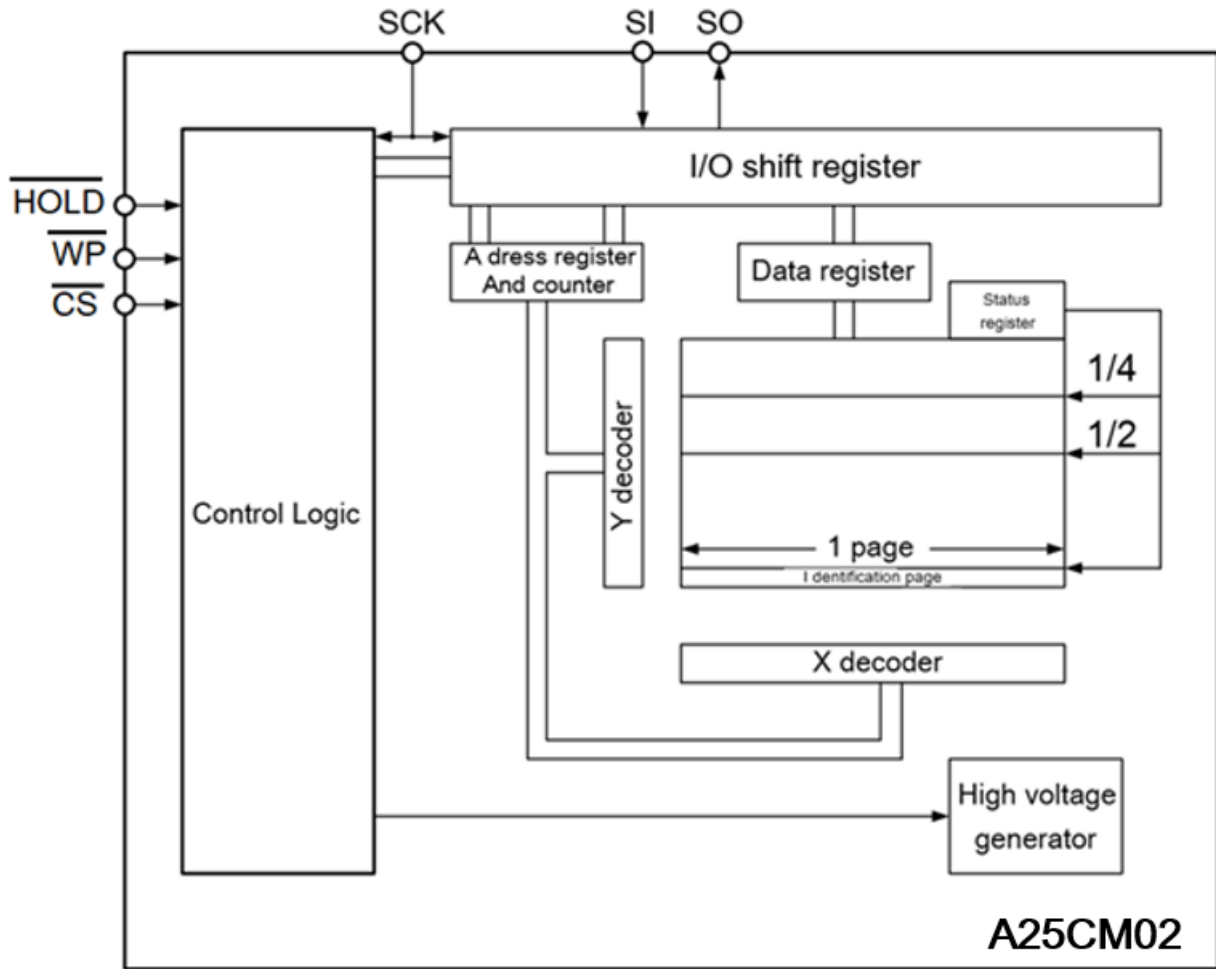 SCK SI SO
I/O shift register
HOLD
WP
CS
A dress register
And counter
Data register
Status
register
1/4
1/2
Y decoder
Control Logic
1 page
I dentification page
X decoder
High voltage
generator
A25CM02